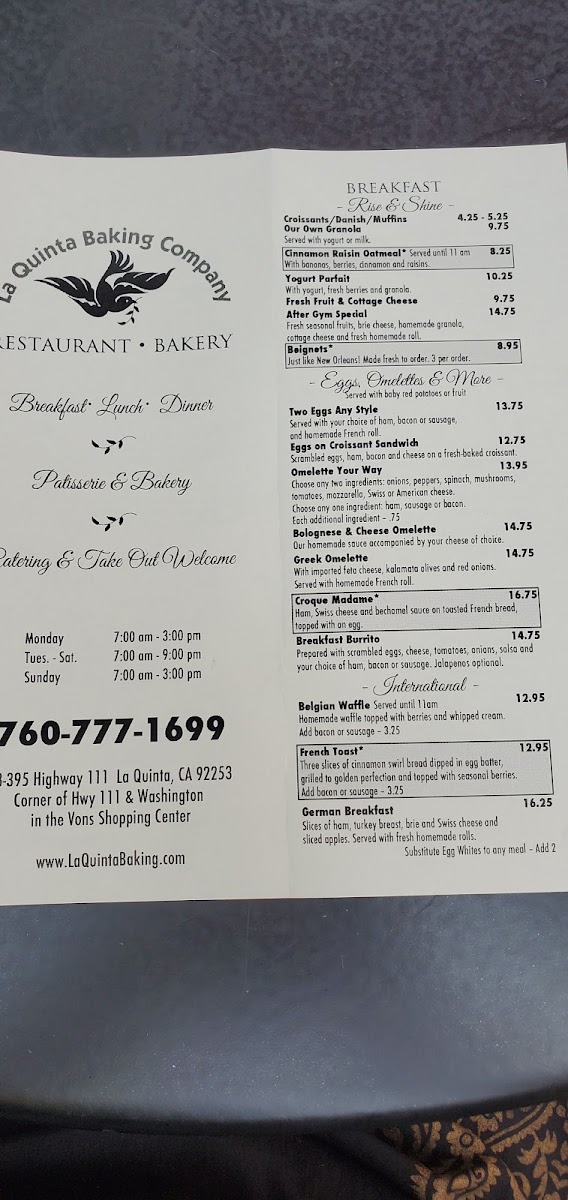 La Quinta Baking Company
RESTAURANT • BAKERY
Breakfast • Lunch • Dinner
Patisserie & Bakery
Catering & Take Out Welcome
Monday 7:00 am - 3:00 pm
Tues. - Sat. 7:00 am - 9:00 pm
Sunday 7:00 am - 3:00 pm
760-777-1699
-395 Highway 111 La Quinta, CA 92253
Corner of Hwy 111 & Washington
in the Vons Shopping Center
www.LaQuintaBaking.com
BREAKFAST
- Rise & Shine -
Croissants/Danish/Muffins 4.25 - 5.25
Our Own Granola 9.75
Served with yogurt or milk.
Cinnamon Raisin Oatmeal* Served until 11 am 8.25
With bananas, berries, cinnamon and raisins.
Yogurt Parfait 10.25
With yogurt, fresh berries and granola.
Fresh Fruit & Cottage Cheese 9.75
After Gym Special 14.75
Fresh seasonal fruits, brie cheese, homemade granola,
cottage cheese and fresh homemade roll.
Beignets* 8.95
Just like New Orleans! Made fresh to order. 3 per order.
- Eggs, Omelettes & More -
Served with baby red potatoes or fruit
Two Eggs Any Style 13.75
Served with your choice of ham, bacon or sausage,
and homemade French roll.
Eggs on Croissant Sandwich 12.75
Scrambled eggs, ham, bacon and cheese on a fresh-baked croissant.
Omelette Your Way 13.95
Choose any two ingredients: onions, peppers, spinach, mushrooms,
tomatoes, mozzarella, Swiss or American cheese.
Choose any one ingredient: ham, sausage or bacon.
Each additional ingredient - .75
Bolognese & Cheese Omelette 14.75
Our homemade sauce accompanied by your cheese of choice.
Greek Omelette 14.75
With imported feta cheese, kalamata olives and red onions.
Served with homemade French roll.
Croque Madame* 16.75
Ham, Swiss cheese and bechamel sauce on toasted French bread,
topped with an egg.
Breakfast Burrito 14.75
Prepared with scrambled eggs, cheese, tomatoes, onions, salsa and
your choice of ham, bacon or sausage. Jalapenos optional.
- International -
Belgian Waffle Served until 11am 12.95
Homemade waffle topped with berries and whipped cream.
Add bacon or sausage - 3.25
French Toast* 12.95
Three slices of cinnamon swirl bread dipped in egg batter,
grilled to golden perfection and topped with seasonal berries.
Add bacon or sausage - 3.25
German Breakfast 16.25
Slices of ham, turkey breast, brie and Swiss cheese and
sliced apples. Served with fresh homemade rolls.
Substitute Egg Whites to any meal - Add 2